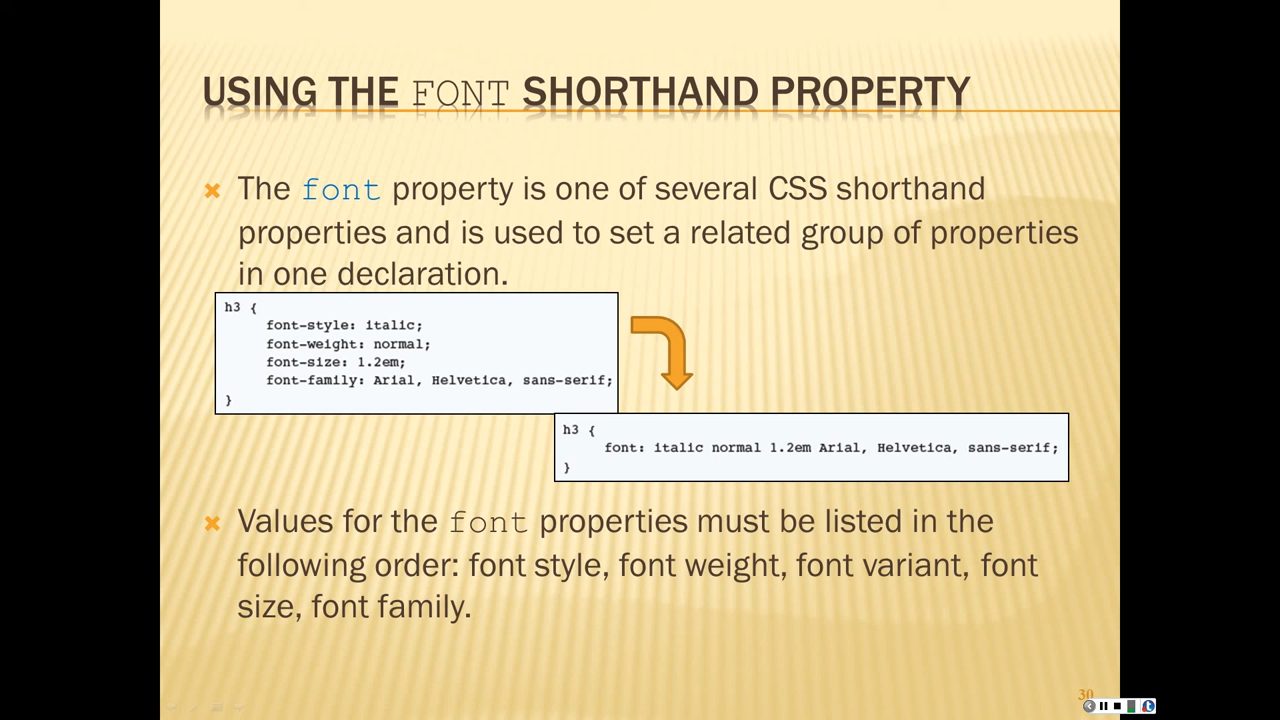 USING THE FONT SHORTHAND PROPERTY
The font property is one of several CSS shorthand
properties and is used to set a related group of properties
in one declaration.
h3 {
font-style: italic;
font-weight: normal;
font-size: 1.2em;
font-family: Arial, Helvetica, sans-serif;
}
h3 {
font: italic normal 1.2em Arial, Helvetica, sans-serif;
}
Values for the font properties must be listed in the
following order: font style, font weight, font variant, font
size, font family.
30